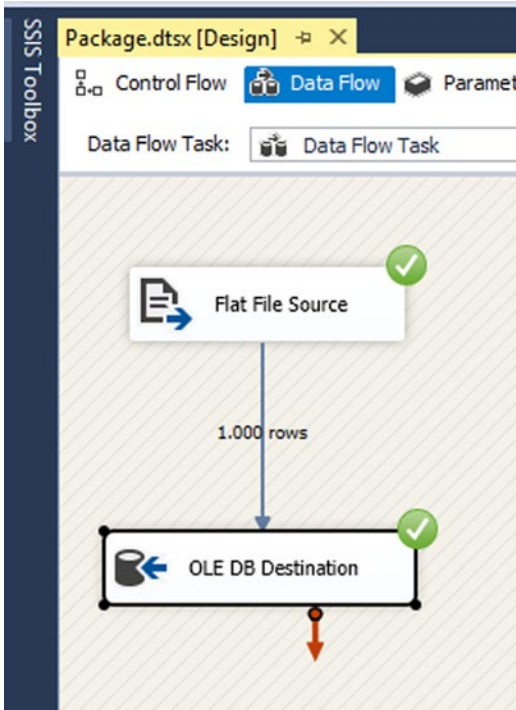 SSIS Toolbox
Package.dtsx [Design]
Control Flow
Data Flow
Paramet
Data Flow Task:
Data Flow Task
Flat File Source
1.000 rows
OLE DB Destination